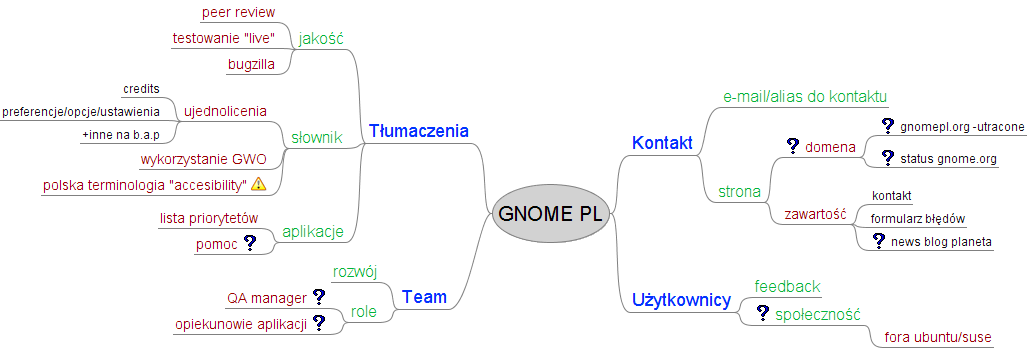 GNOME PL
Tłumaczenia
jakość
peer review
testowanie "live"
bugzilla
słownik
ujednolicenia
credits
preferencje/opcje/ustawienia
+inne na b.a.p
wykorzystanie GWO
polska terminologia "accesibility"
aplikacje
lista priorytetów
pomoc
Team
rozwój
role
QA manager
opiekunowie aplikacji
Kontakt
e-mail/alias do kontaktu
strona
domena
gnomepl.org -utracone
status gnome.org
zawartość
kontakt
formularz błędów
news blog planeta
Użytkownicy
feedback
społeczność
fora ubuntu/suse